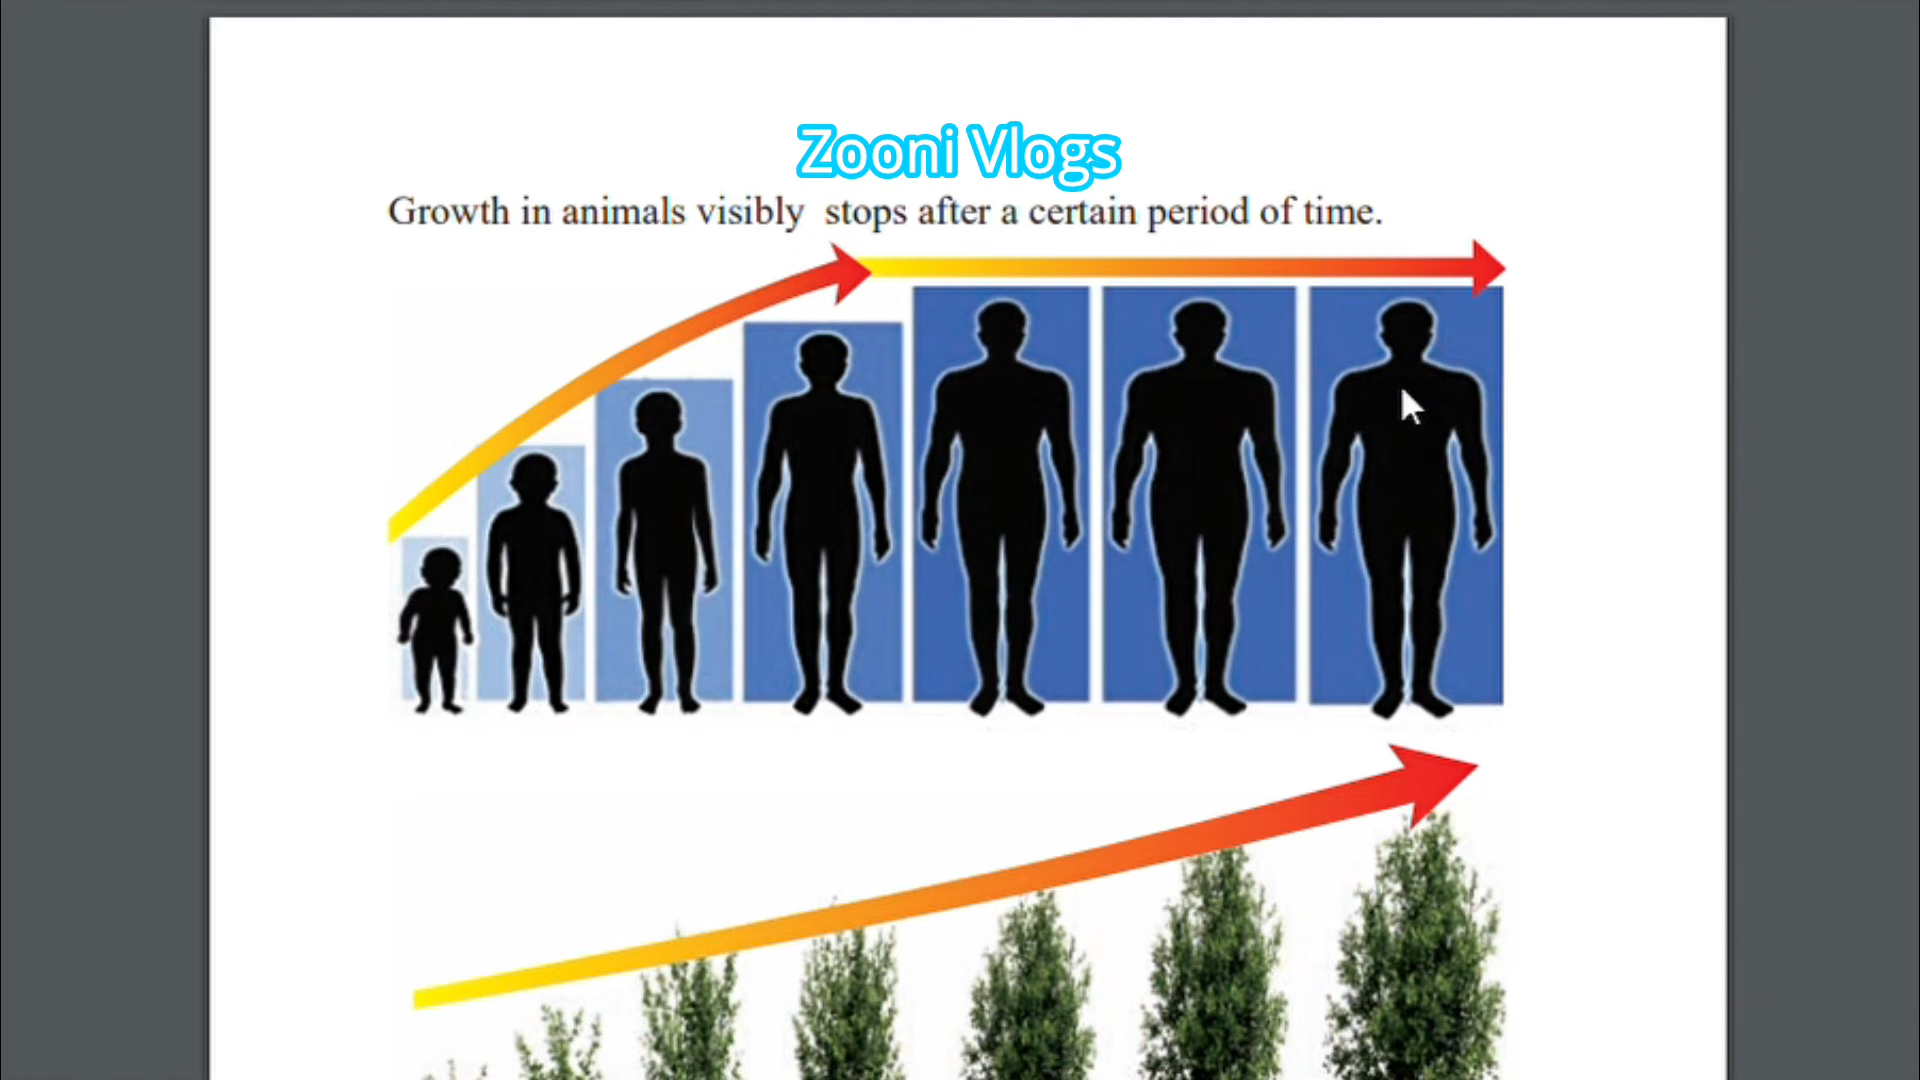 Zooni Vlogs
Growth in animals visibly stops after a certain period of time.